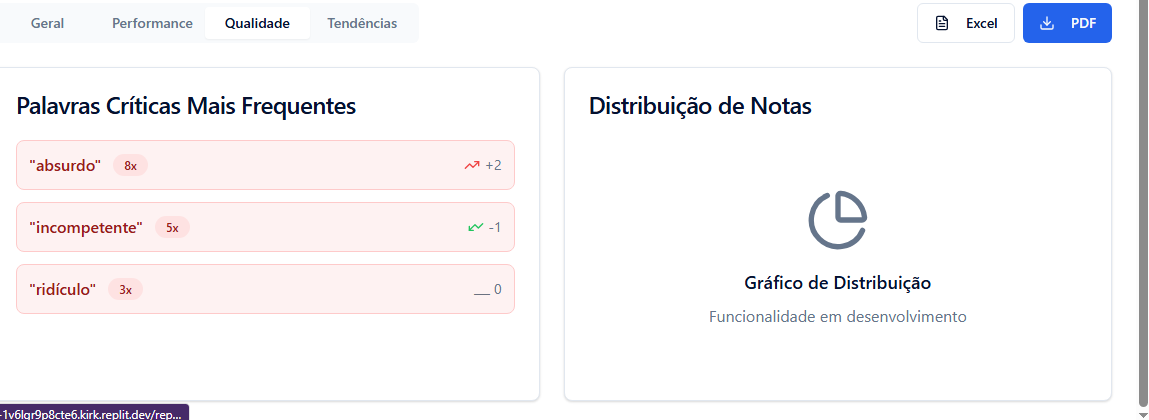 Geral Performance Qualidade Tendências Excel PDF
Palavras Críticas Mais Frequentes
"absurdo" 8x +2
"incompetente" 5x -1
"ridículo" 3x 0
Distribuição de Notas
Gráfico de Distribuição
Funcionalidade em desenvolvimento
-1v6lqr9p8cte6.kirk.replit.dev/rep...